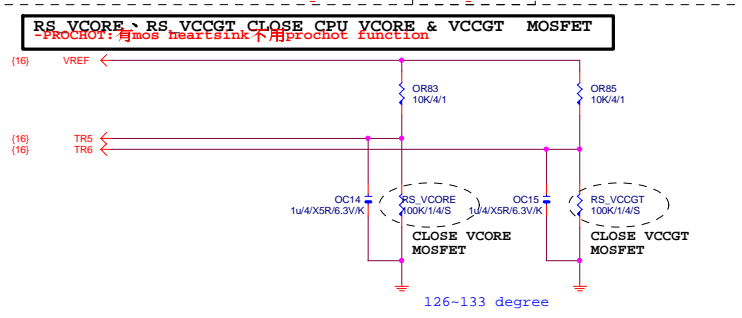 RS_VCORE、RS_VCCGT CLOSE CPU VCORE & VCCGT MOSFET
-PROCHOT:有mos heartsink不用prochot function
{16} VREF
OR83
10K/4/1
OR85
10K/4/1
{16} TR5
{16} TR6
OC14
1u/4/X5R/6.3V/K
RS_VCORE
100K/1/4/S
OC15
1u/4/X5R/6.3V/K
RS_VCCGT
100K/1/4/S
CLOSE VCORE
MOSFET
CLOSE VCCGT
MOSFET
126~133 degree